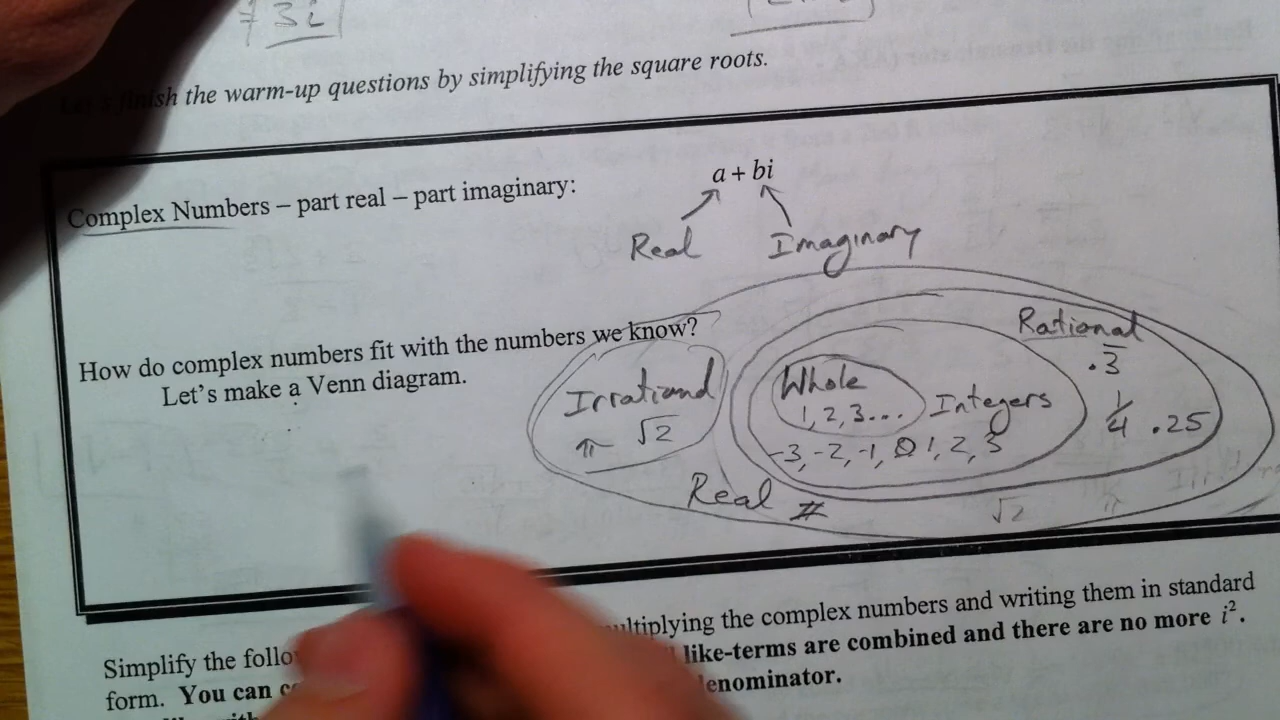 3i
finish the warm-up questions by simplifying the square roots.
Complex Numbers – part real – part imaginary:
a + bi
Real
Imaginary
How do complex numbers fit with the numbers we know?
Let's make a Venn diagram.
Rational
.3̅
1/4 .25
Irrational
π √2
Whole
1, 2, 3...
Integers
-3, -2, -1, 0 1, 2, 3
Real #
√2 π
multiplying the complex numbers and writing them in standard
Simplify the follo
form. You can like-terms are combined and there are no more i².
denominator.